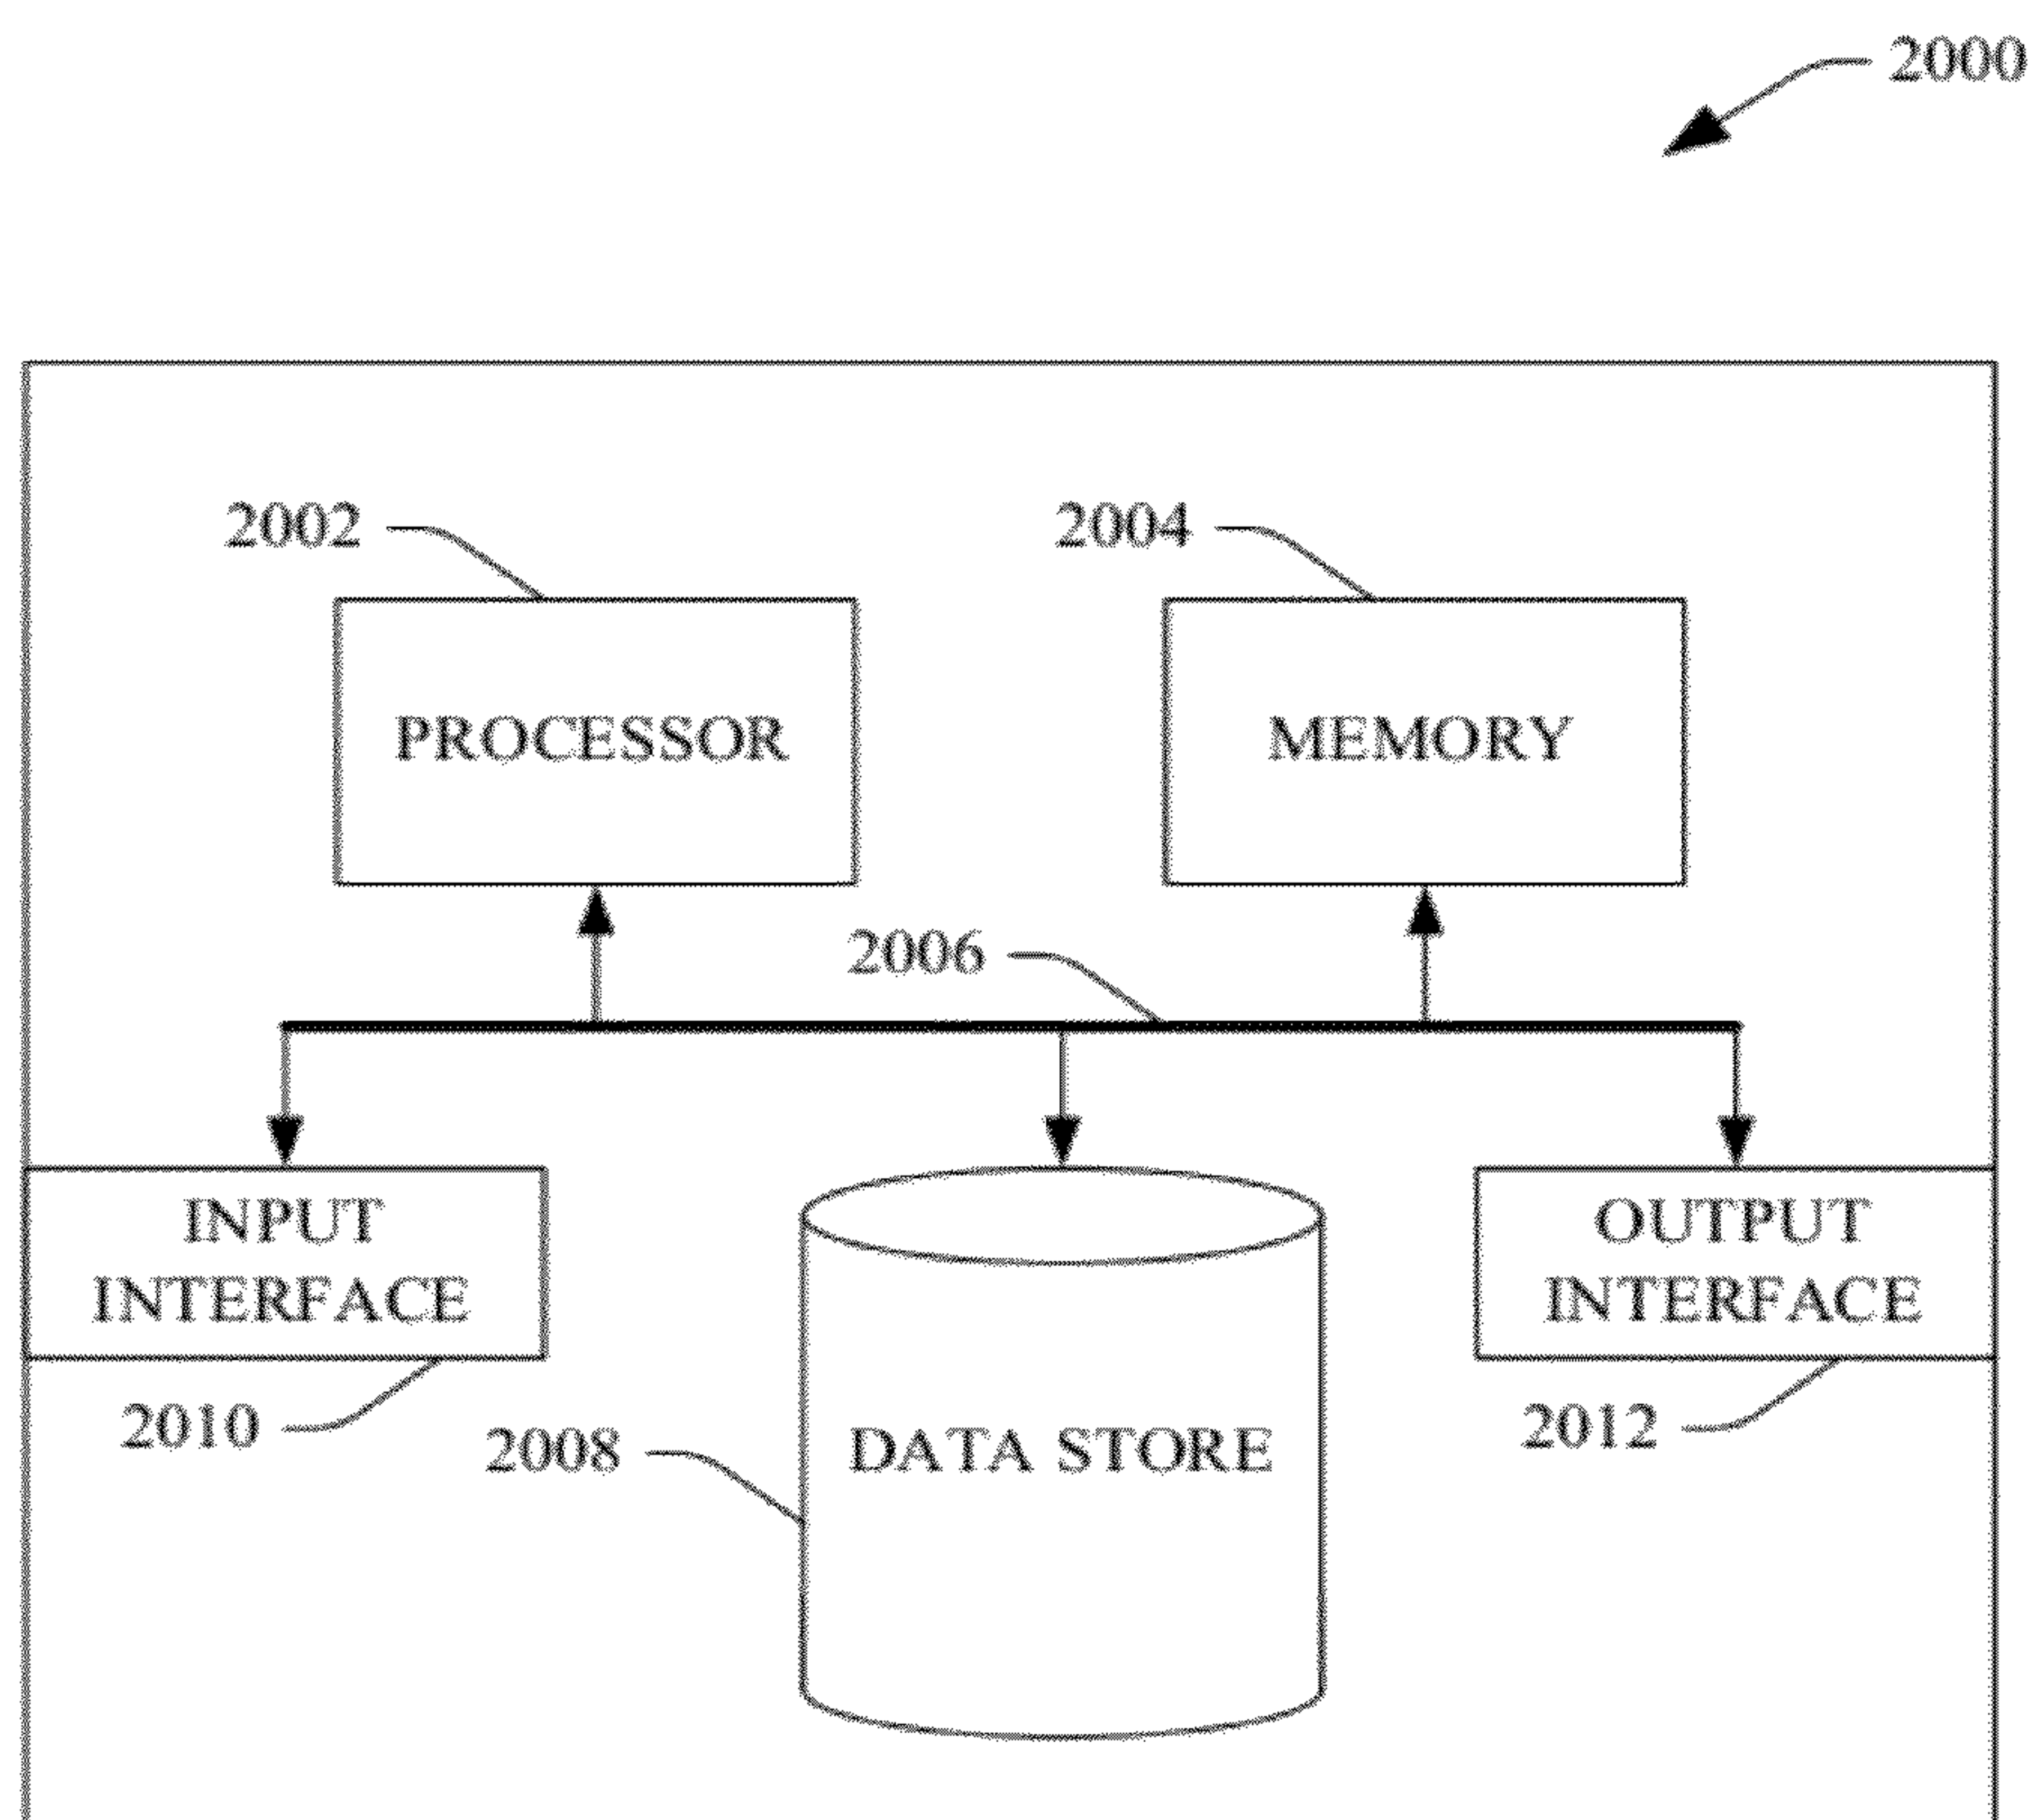 2000
2002
2004
PROCESSOR
MEMORY
2006
INPUT
INTERFACE
OUTPUT
INTERFACE
2010
2008
DATA STORE
2012